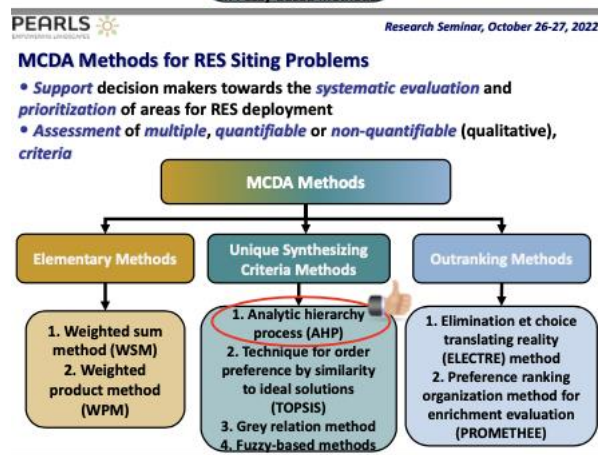 PEARLS
EMPOWERING LANDSCAPES
Research Seminar, October 26-27, 2022
MCDA Methods for RES Siting Problems
• Support decision makers towards the systematic evaluation and
prioritization of areas for RES deployment
• Assessment of multiple, quantifiable or non-quantifiable (qualitative),
criteria
MCDA Methods
Elementary Methods
1. Weighted sum
method (WSM)
2. Weighted
product method
(WPM)
Unique Synthesizing
Criteria Methods
1. Analytic hierarchy
process (AHP)
2. Technique for order
preference by similarity
to ideal solutions
(TOPSIS)
3. Grey relation method
4. Fuzzy-based methods
Outranking Methods
1. Elimination et choice
translating reality
(ELECTRE) method
2. Preference ranking
organization method for
enrichment evaluation
(PROMETHEE)